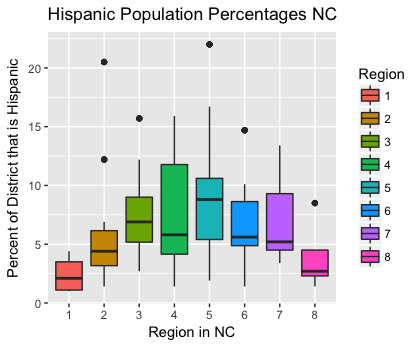 Hispanic Population Percentages NC
Percent of District that is Hispanic
20
15
10
5
0
1 2 3 4 5 6 7 8
Region in NC
Region
1
2
3
4
5
6
7
8